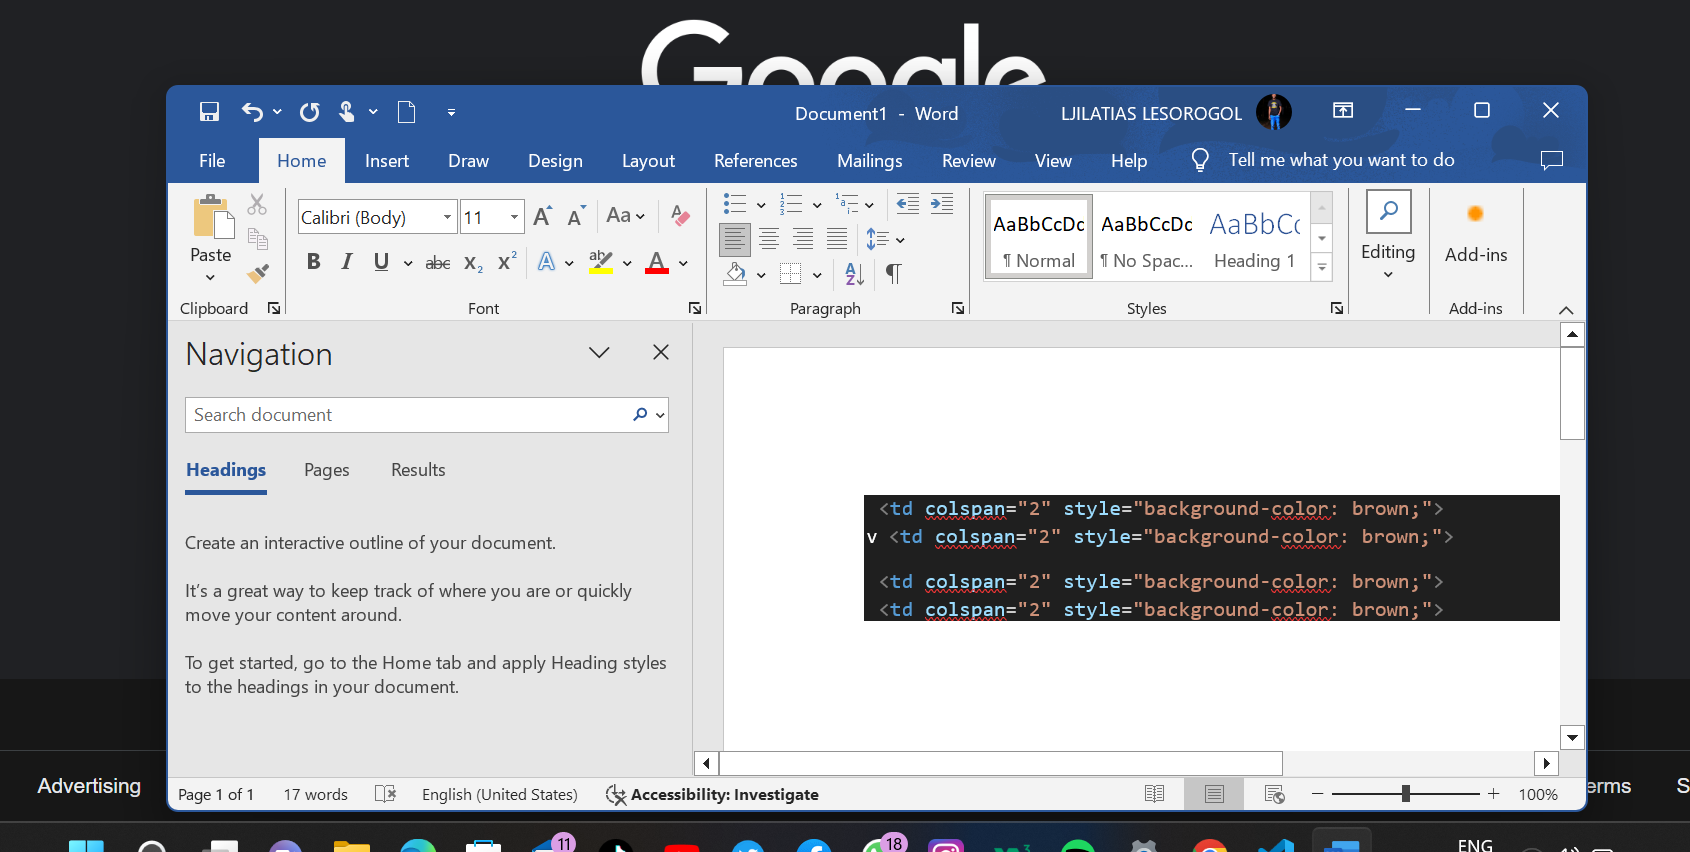 Google
Document1 - Word
LJILATIAS LESOROGOL
File Home Insert Draw Design Layout References Mailings Review View Help Tell me what you want to do
Paste
Clipboard
Calibri (Body) 11
Aa
B I U abc X₂ X² A ab A
Font
Paragraph
AaBbCcDc AaBbCcDc AaBbCc
¶ Normal ¶ No Spac... Heading 1
Styles
Editing
Add-ins
Add-ins
Navigation
Search document
Headings Pages Results
Create an interactive outline of your document.
It's a great way to keep track of where you are or quickly
move your content around.
To get started, go to the Home tab and apply Heading styles
to the headings in your document.
<td colspan="2" style="background-color: brown;">
v <td colspan="2" style="background-color: brown;">
<td colspan="2" style="background-color: brown;">
<td colspan="2" style="background-color: brown;">
Advertising
Page 1 of 1 17 words English (United States) Accessibility: Investigate 100%
11
18
ENG